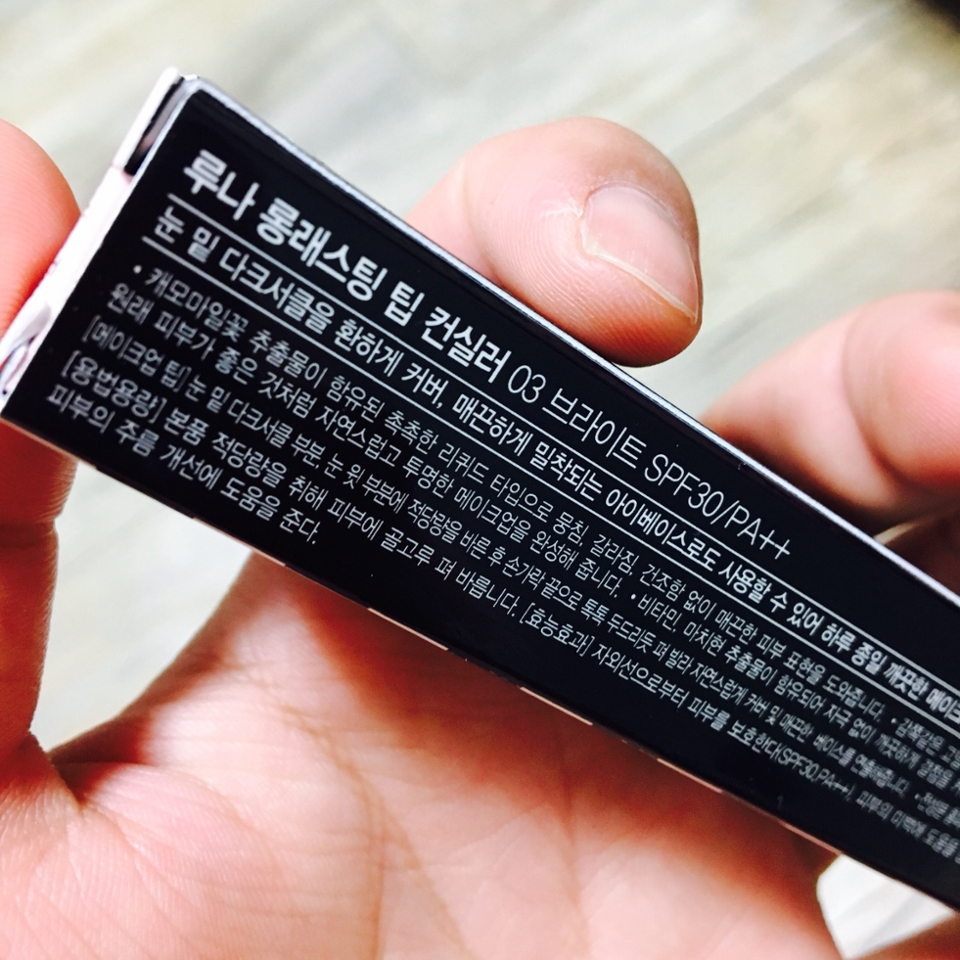 루나 롱래스팅 팁 컨실러 03 브라이트 SPF30/PA++
눈 밑 다크서클을 환하게 커버, 매끈하게 밀착되는 아이베이스로도 사용할 수 있어 하루 종일 깨끗한 메이크
• 캐모마일꽃 추출물이 함유된 촉촉한 리퀴드 타입으로 뭉침, 갈라짐, 건조함 없이 매끈한 피부 표현을 도와줍니다. •
원래 피부가 좋은 것처럼 자연스럽고 투명한 메이크업을 완성해 줍니다. • 비타민, 마치현 추출물이 함유되어 자극 없이
[메이크업 팁] 눈 밑 다크서클 부분, 눈 윗 부분에 적당량을 바른 후 손가락 끝으로 톡톡 두드리듯 펴 발라 자연스럽게 커버 및 매끈한 베이스를 연출해줍니다. •
[용법용량] 본품 적당량을 취해 피부에 골고루 펴 바릅니다. [효능효과] 자외선으로부터 피부를 보호한다(SPF30,PA++). 피부의 미백에 도움을
피부의 주름 개선에 도움을 준다.